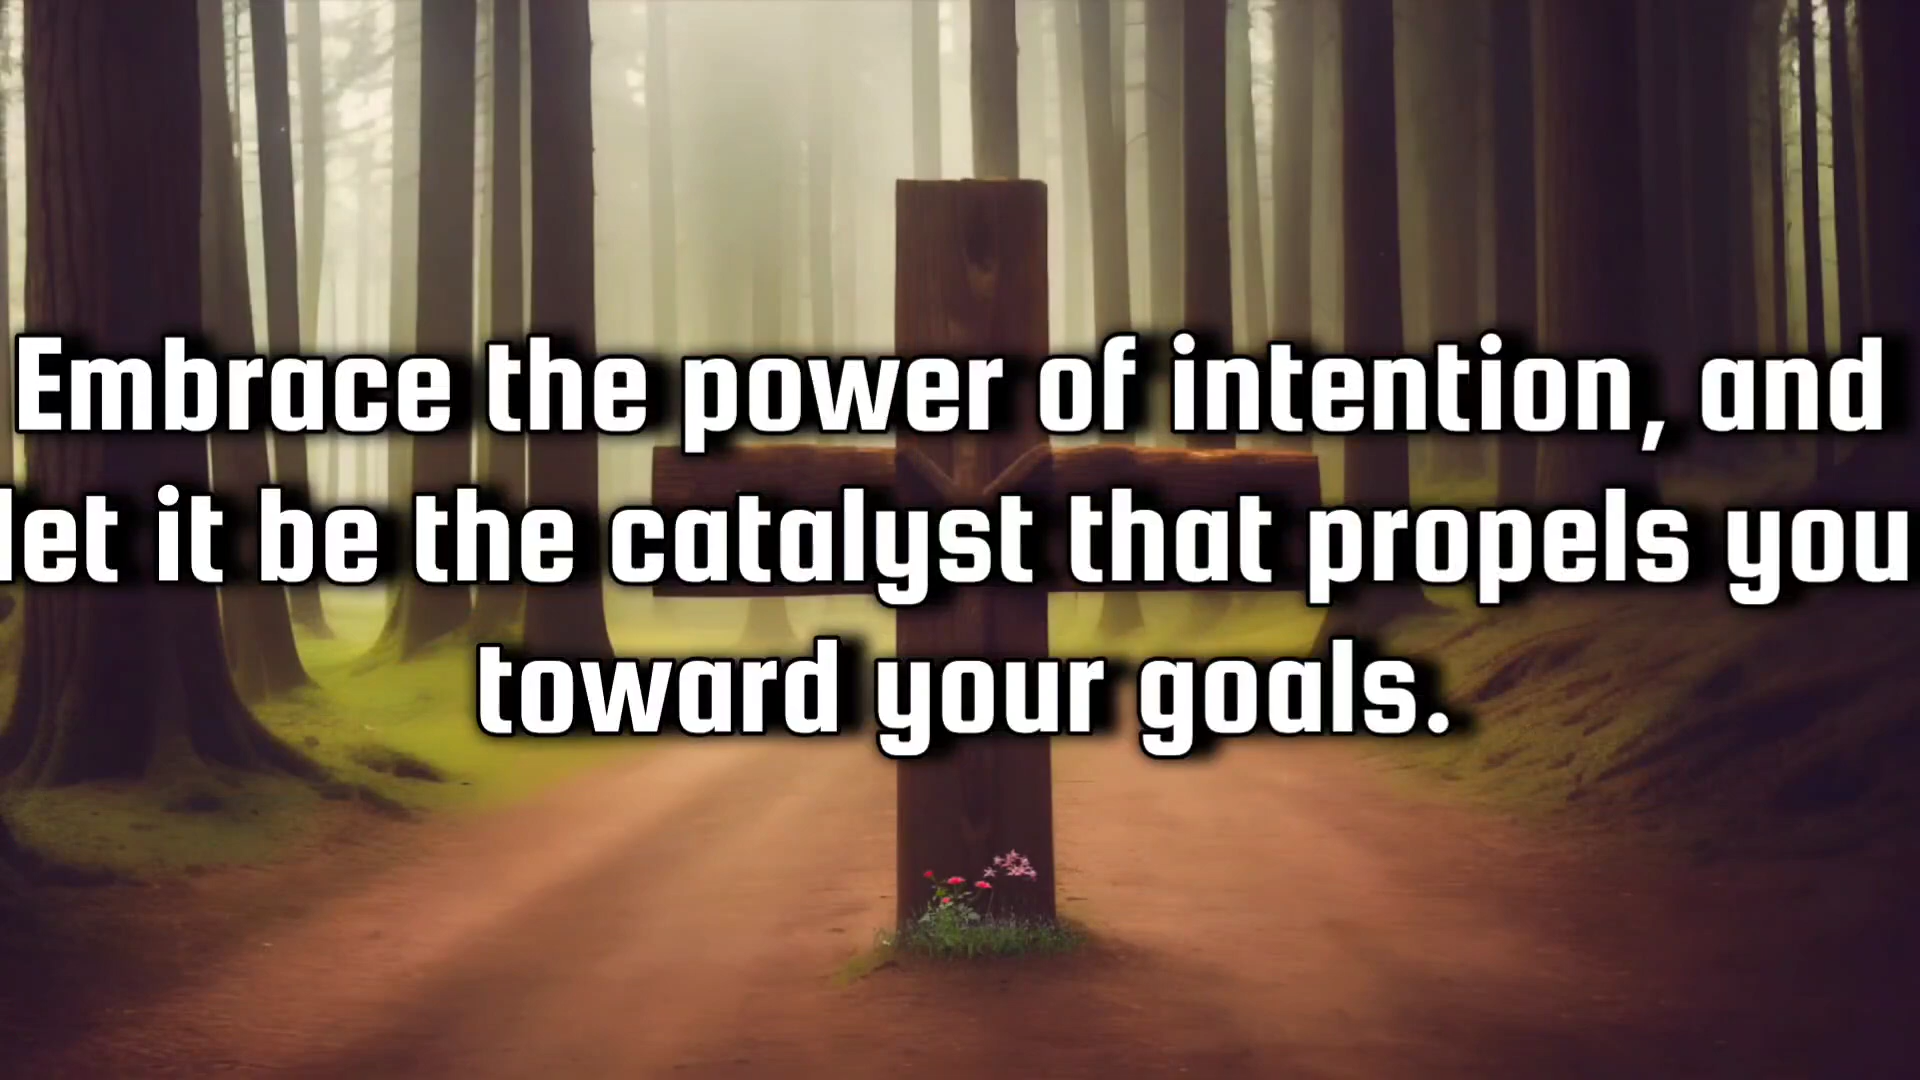 Embrace the power of intention, and
let it be the catalyst that propels you
toward your goals.